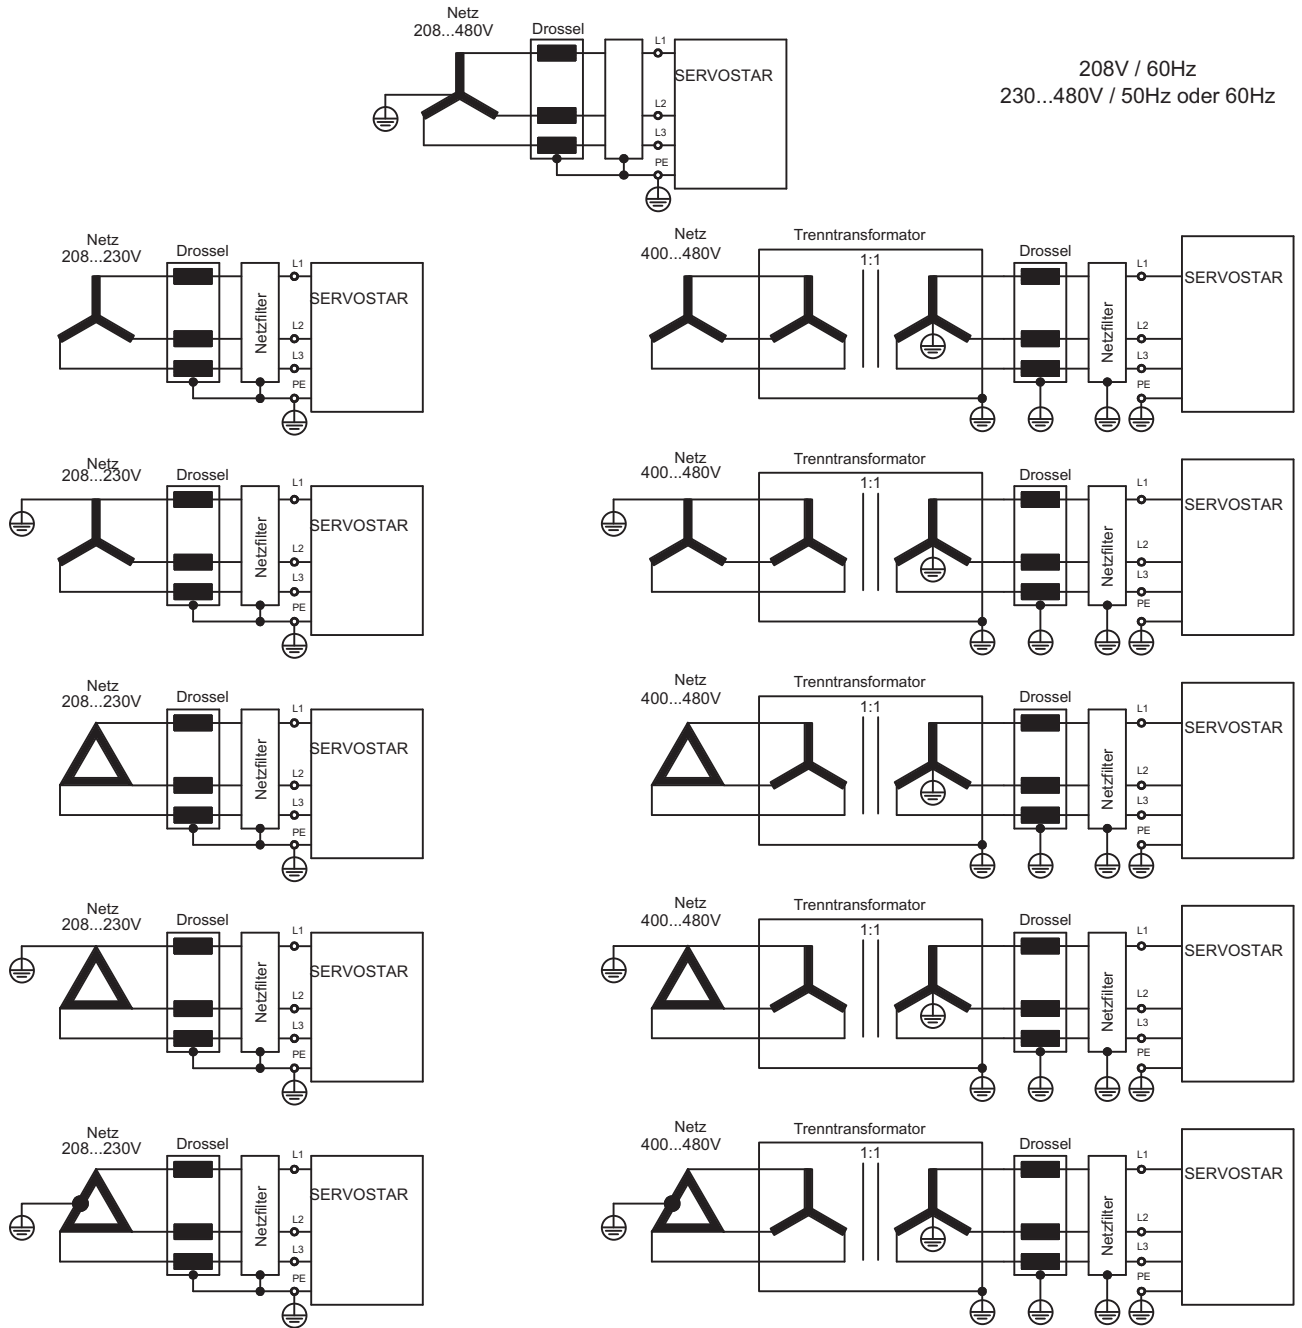 Netz
208...480V
Drossel
L1
SERVOSTAR
L2
L3
PE
208V / 60Hz
230...480V / 50Hz oder 60Hz
Netz
208...230V
Drossel
Netzfilter
L1
SERVOSTAR
L2
L3
PE
Netz
400...480V
Trenntransformator
1:1
Drossel
Netzfilter
L1
SERVOSTAR
L2
L3
PE
Netz
208...230V
Drossel
Netzfilter
L1
SERVOSTAR
L2
L3
PE
Netz
400...480V
Trenntransformator
1:1
Drossel
Netzfilter
L1
SERVOSTAR
L2
L3
PE
Netz
208...230V
Drossel
Netzfilter
L1
SERVOSTAR
L2
L3
PE
Netz
400...480V
Trenntransformator
1:1
Drossel
Netzfilter
L1
SERVOSTAR
L2
L3
PE
Netz
208...230V
Drossel
Netzfilter
L1
SERVOSTAR
L2
L3
PE
Netz
400...480V
Trenntransformator
1:1
Drossel
Netzfilter
L1
SERVOSTAR
L2
L3
PE
Netz
208...230V
Drossel
Netzfilter
L1
SERVOSTAR
L2
L3
PE
Netz
400...480V
Trenntransformator
1:1
Drossel
Netzfilter
L1
SERVOSTAR
L2
L3
PE